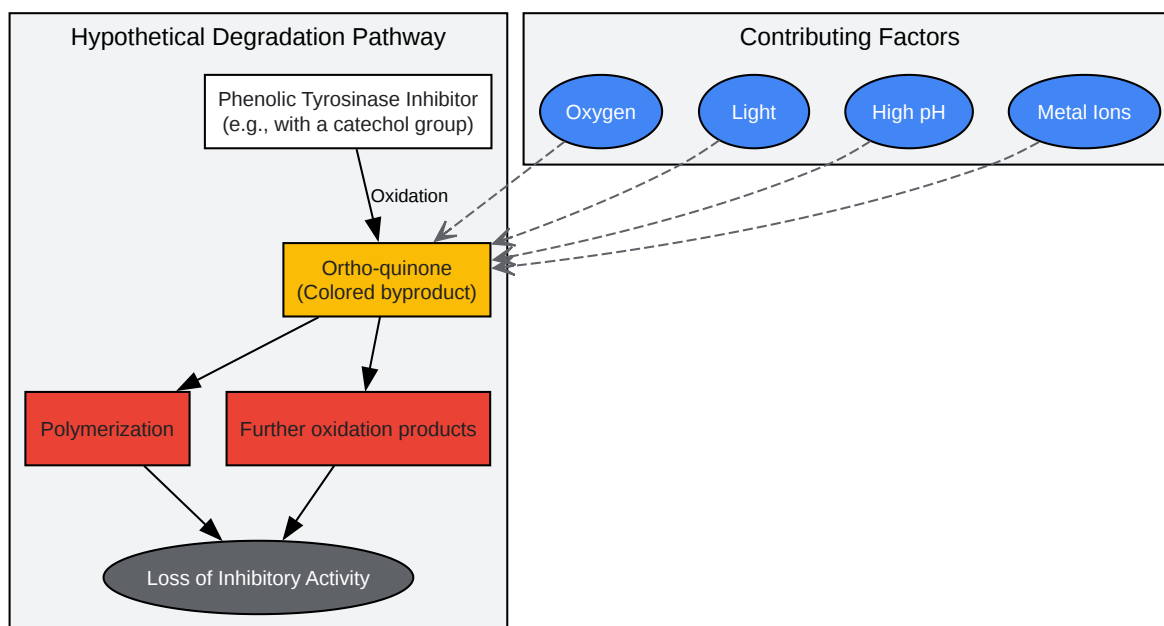 Hypothetical Degradation Pathway
Phenolic Tyrosinase Inhibitor
(e.g., with a catechol group)
Oxidation
Ortho-quinone
(Colored byproduct)
Polymerization
Further oxidation products
Loss of Inhibitory Activity
Contributing Factors
Oxygen
Light
High pH
Metal Ions